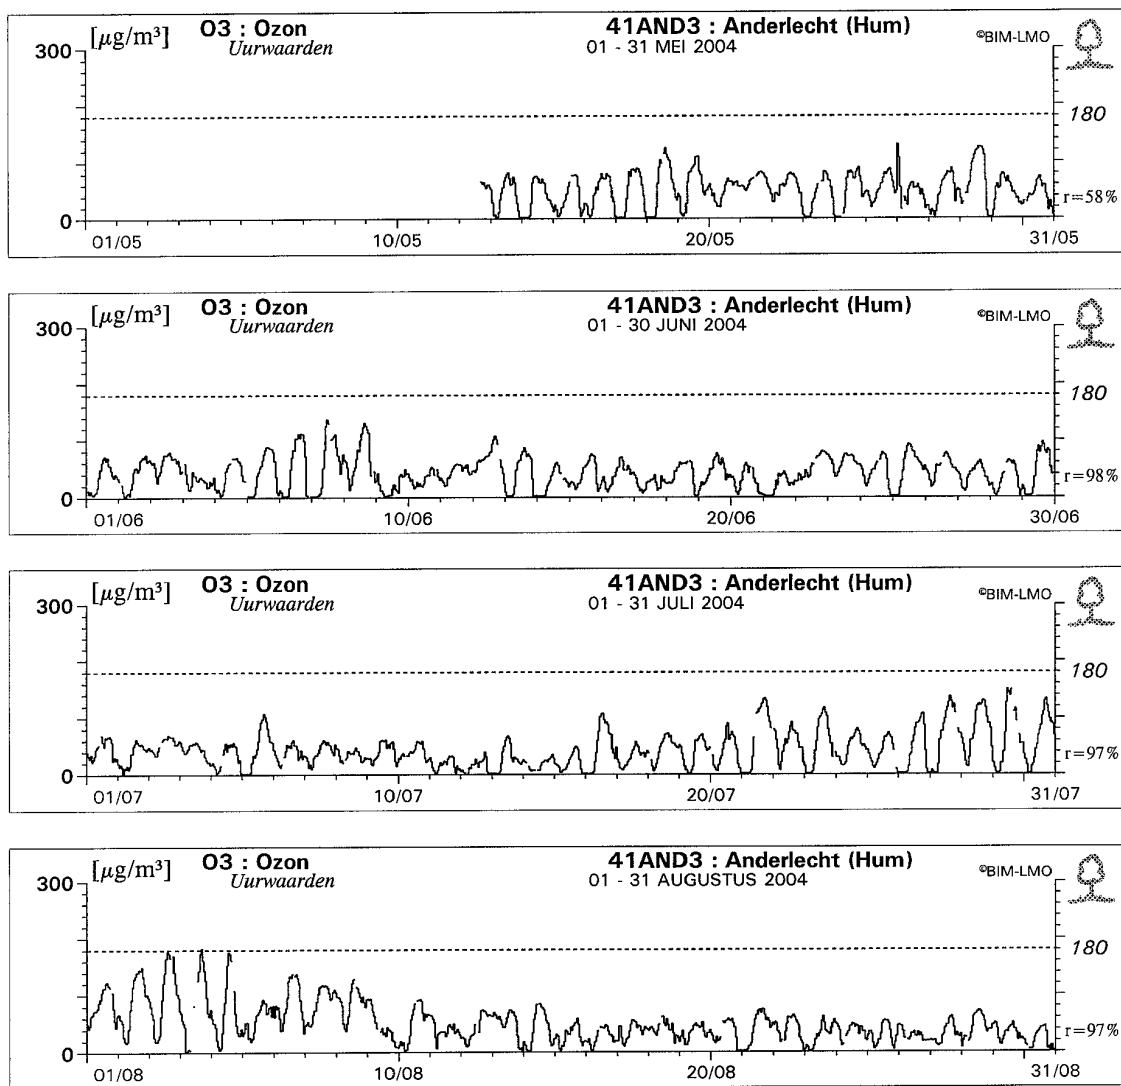 [µg/m³] O3 : Ozon 41AND3 : Anderlecht (Hum) ©BIM-LMO
300 Uurwaarden 01 - 31 MEI 2004
180
0 r=58%
01/05 10/05 20/05 31/05
[µg/m³] O3 : Ozon 41AND3 : Anderlecht (Hum) ©BIM-LMO
300 Uurwaarden 01 - 30 JUNI 2004
180
0 r=98%
01/06 10/06 20/06 30/06
[µg/m³] O3 : Ozon 41AND3 : Anderlecht (Hum) ©BIM-LMO
300 Uurwaarden 01 - 31 JULI 2004
180
0 r=97%
01/07 10/07 20/07 31/07
[µg/m³] O3 : Ozon 41AND3 : Anderlecht (Hum) ©BIM-LMO
300 Uurwaarden 01 - 31 AUGUSTUS 2004
180
0 r=97%
01/08 10/08 20/08 31/08